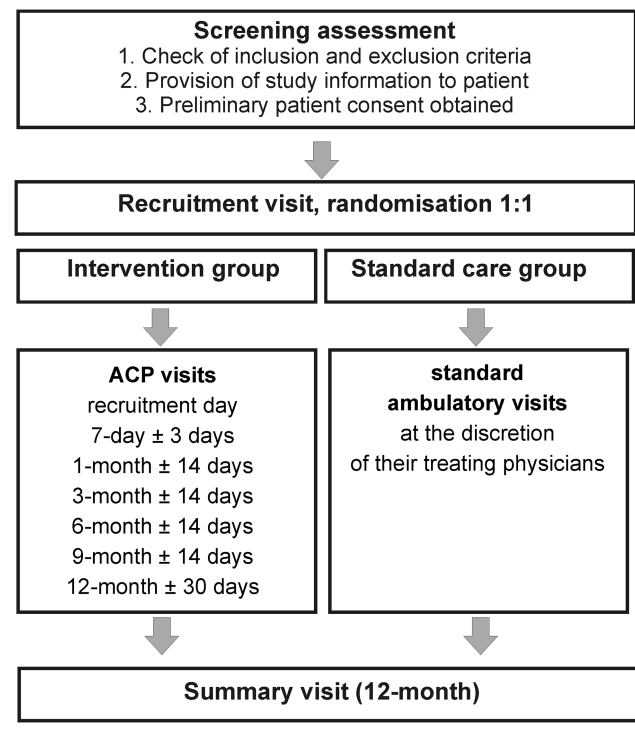 Screening assessment
1. Check of inclusion and exclusion criteria
2. Provision of study information to patient
3. Preliminary patient consent obtained
Recruitment visit, randomisation 1:1
Intervention group
Standard care group
ACP visits
recruitment day
7-day ± 3 days
1-month ± 14 days
3-month ± 14 days
6-month ± 14 days
9-month ± 14 days
12-month ± 30 days
standard
ambulatory visits
at the discretion
of their treating physicians
Summary visit (12-month)